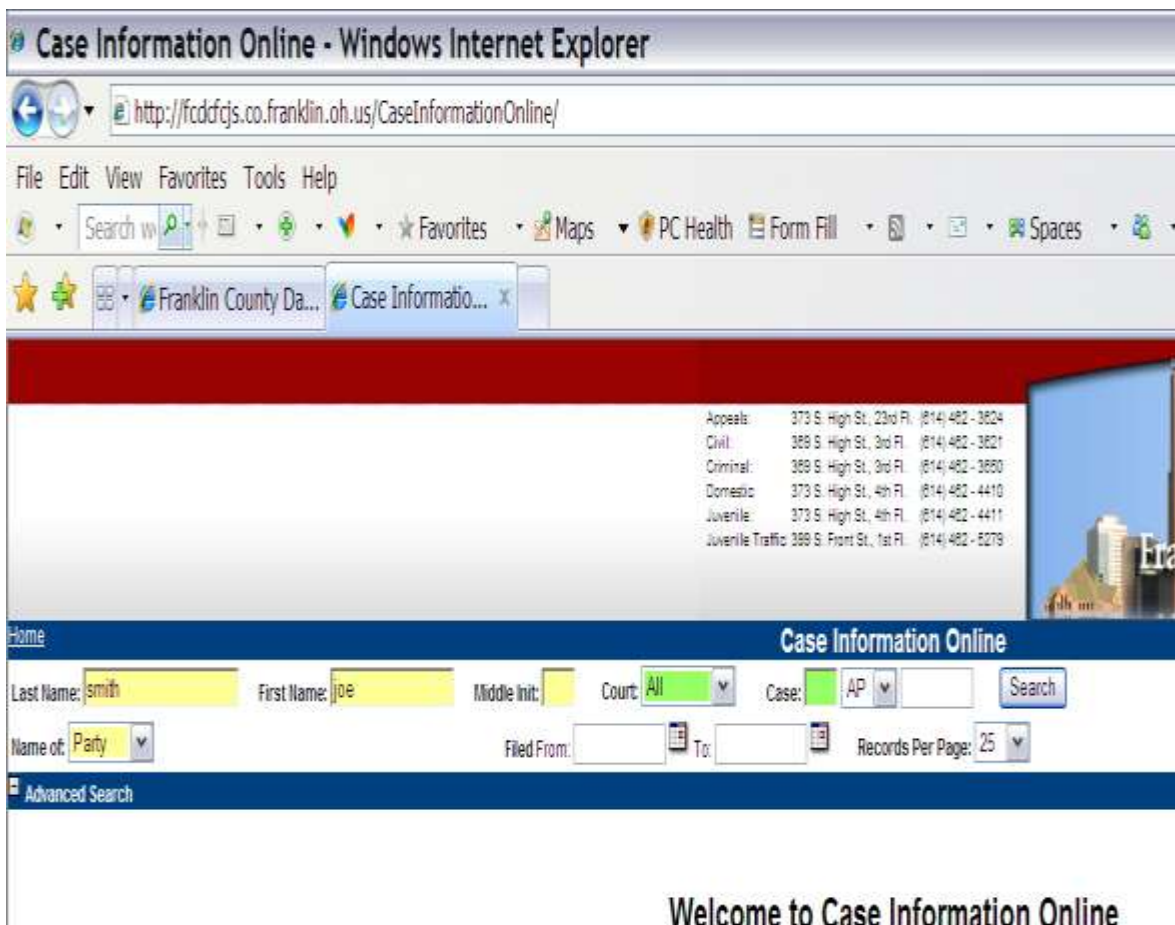 Case Information Online - Windows Internet Explorer
http://fcdcfcjs.co.franklin.oh.us/CaseInformationOnline/
File Edit View Favorites Tools Help
Search Favorites Maps PC Health Form Fill Spaces
Franklin County Da... Case Informatio... x
Appeals: 373 S. High St., 23rd Fl. (614) 462 - 3624
Civil: 369 S. High St., 3rd Fl. (614) 462 - 3621
Criminal: 369 S. High St., 3rd Fl. (614) 462 - 3650
Domestic: 373 S. High St., 4th Fl. (614) 462 - 4410
Juvenile: 373 S. High St., 4th Fl. (614) 462 - 4411
Juvenile Traffic: 399 S. Front St., 1st Fl. (614) 462 - 5279
Fra
Home Case Information Online
Last Name: smith First Name: joe Middle Init: Court: All Case: AP Search
Name of: Party Filed From: To: Records Per Page: 25
Advanced Search
Welcome to Case Information Online